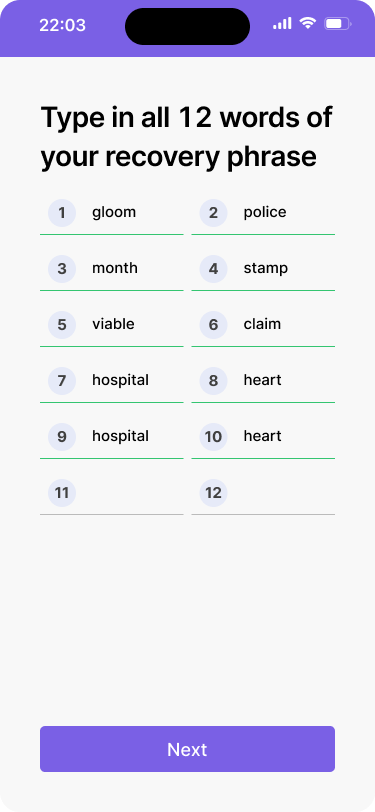 22:03
Type in all 12 words of
your recovery phrase
1 gloom 2 police
3 month 4 stamp
5 viable 6 claim
7 hospital 8 heart
9 hospital 10 heart
11 12
Next